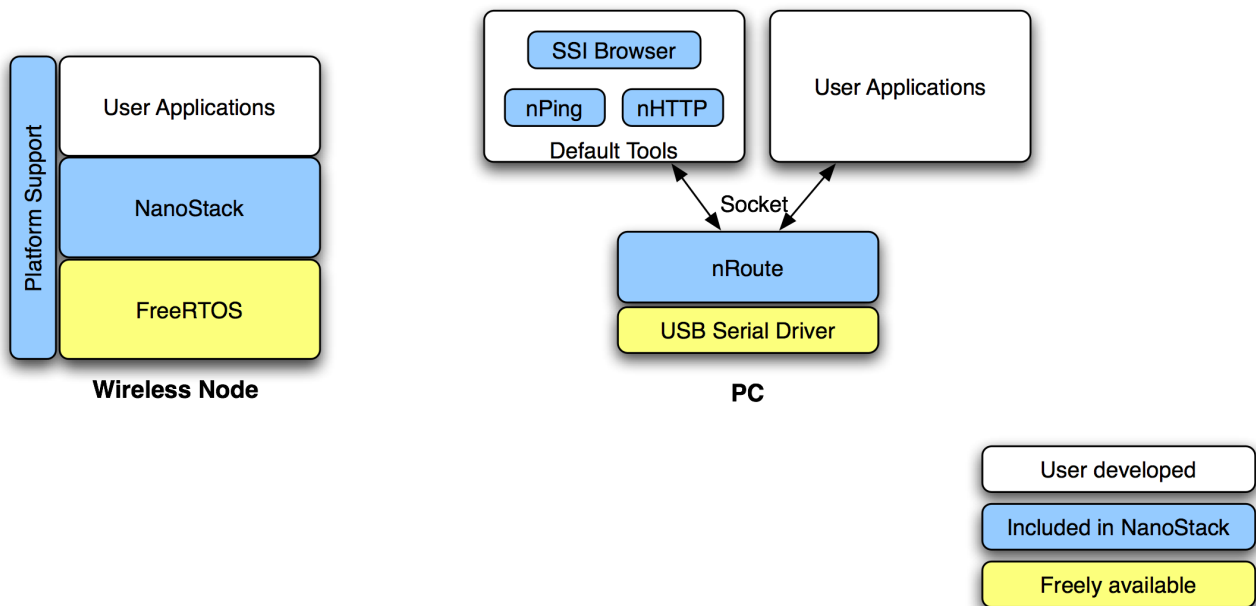 Platform Support
User Applications
NanoStack
FreeRTOS
Wireless Node
SSI Browser
nPing
nHTTP
Default Tools
User Applications
Socket
nRoute
USB Serial Driver
PC
User developed
Included in NanoStack
Freely available